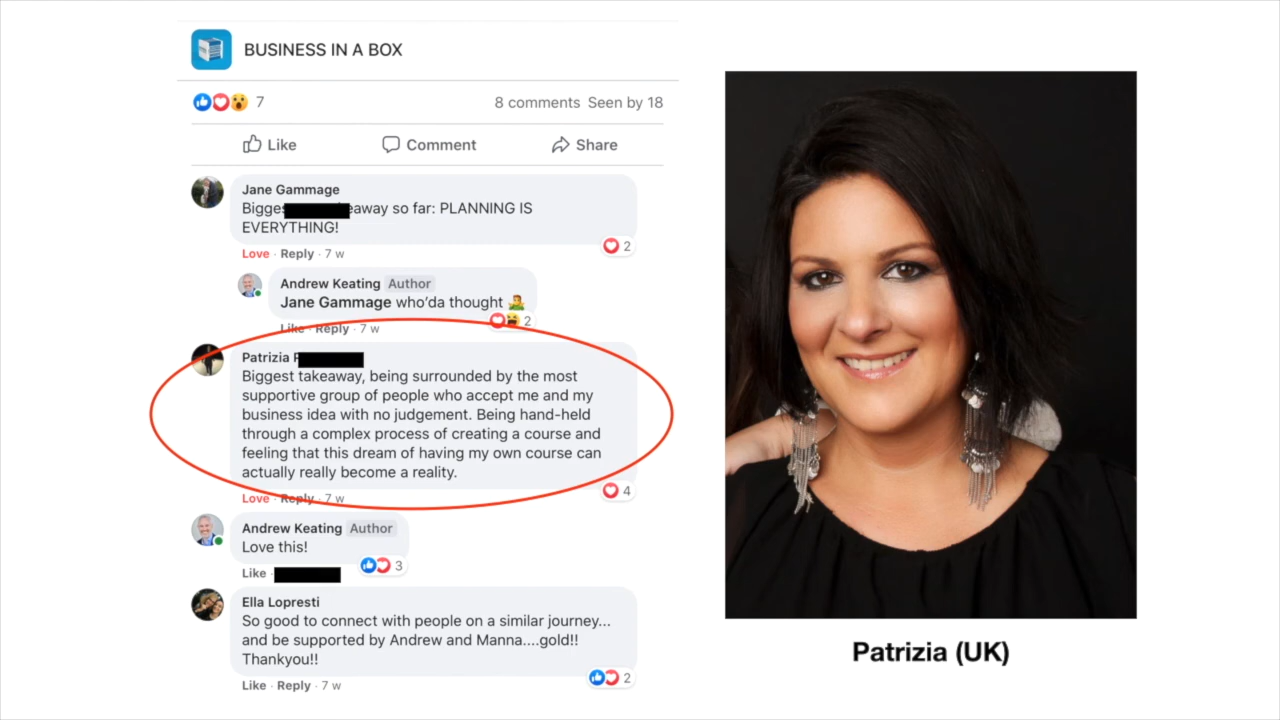 BUSINESS IN A BOX
7
8 comments Seen by 18
Like
Comment
Share
Jane Gammage
Bigges eaway so far: PLANNING IS
EVERYTHING!
Love · Reply · 7 w
2
Andrew Keating Author
Jane Gammage who'da thought
Like · Reply · 7 w
2
Patrizia
Biggest takeaway, being surrounded by the most
supportive group of people who accept me and my
business idea with no judgement. Being hand-held
through a complex process of creating a course and
feeling that this dream of having my own course can
actually really become a reality.
Love · Reply · 7 w
4
Andrew Keating Author
Love this!
Like ·
3
Ella Lopresti
So good to connect with people on a similar journey...
and be supported by Andrew and Manna....gold!!
Thankyou!!
Like · Reply · 7 w
2
Patrizia (UK)